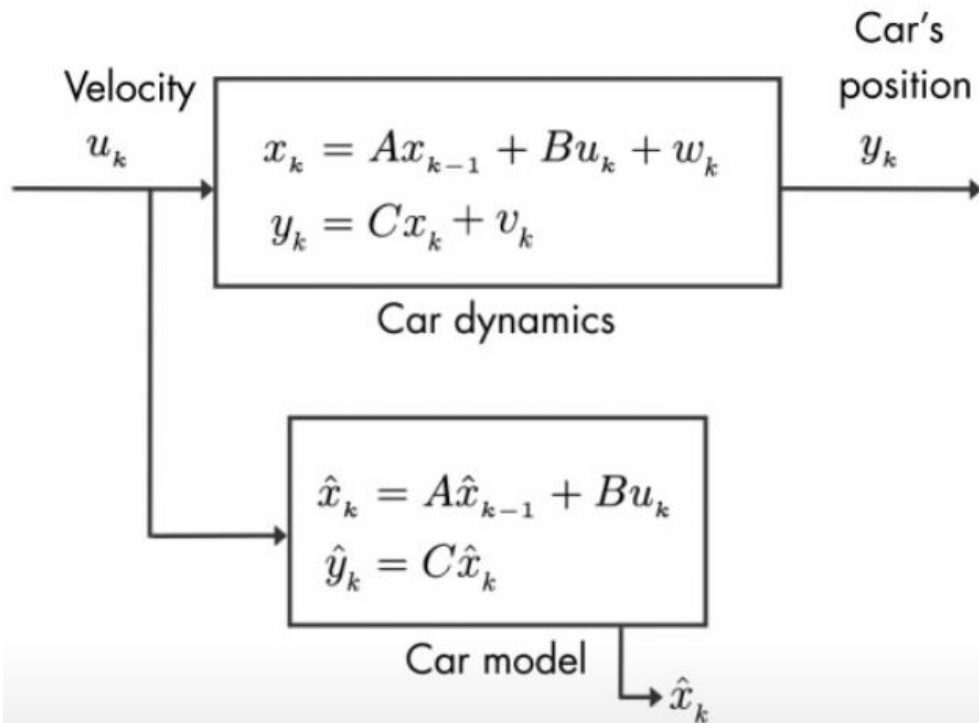 Velocity
u_k
Car's
position
y_k
x_k = Ax_{k-1} + Bu_k + w_k
y_k = Cx_k + v_k
Car dynamics
x̂_k = Ax̂_{k-1} + Bu_k
ŷ_k = Cx̂_k
Car model
x̂_k